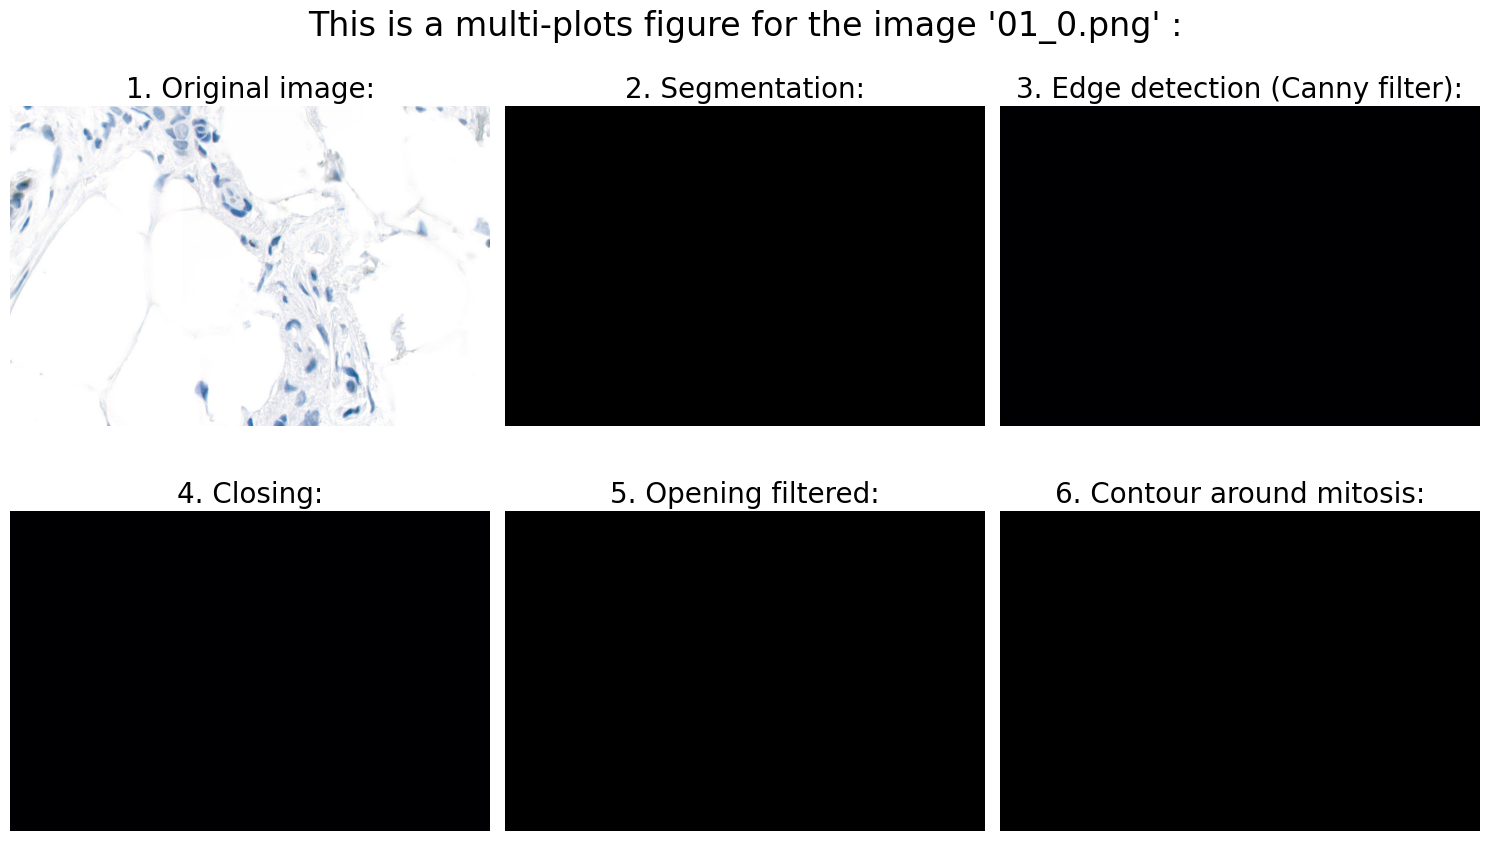 This is a multi-plots figure for the image '01_0.png' :
1. Original image:
2. Segmentation:
3. Edge detection (Canny filter):
4. Closing:
5. Opening filtered:
6. Contour around mitosis: